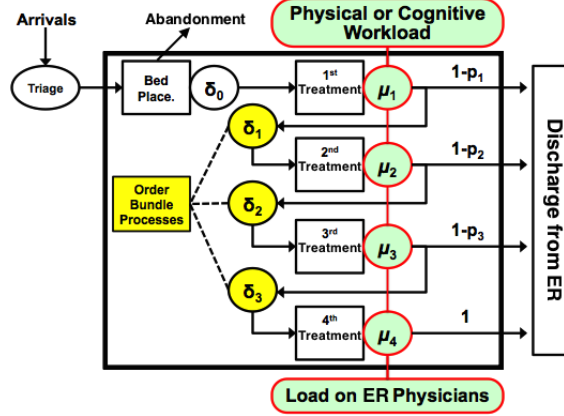 Arrivals
Abandonment
Physical or Cognitive
Workload
Triage
Bed
Place.
δ0
1st
Treatment
μ1
1-p1
δ1
2nd
Treatment
μ2
1-p2
Order
Bundle
Processes
δ2
3rd
Treatment
μ3
1-p3
δ3
4th
Treatment
μ4
1
Discharge from ER
Load on ER Physicians